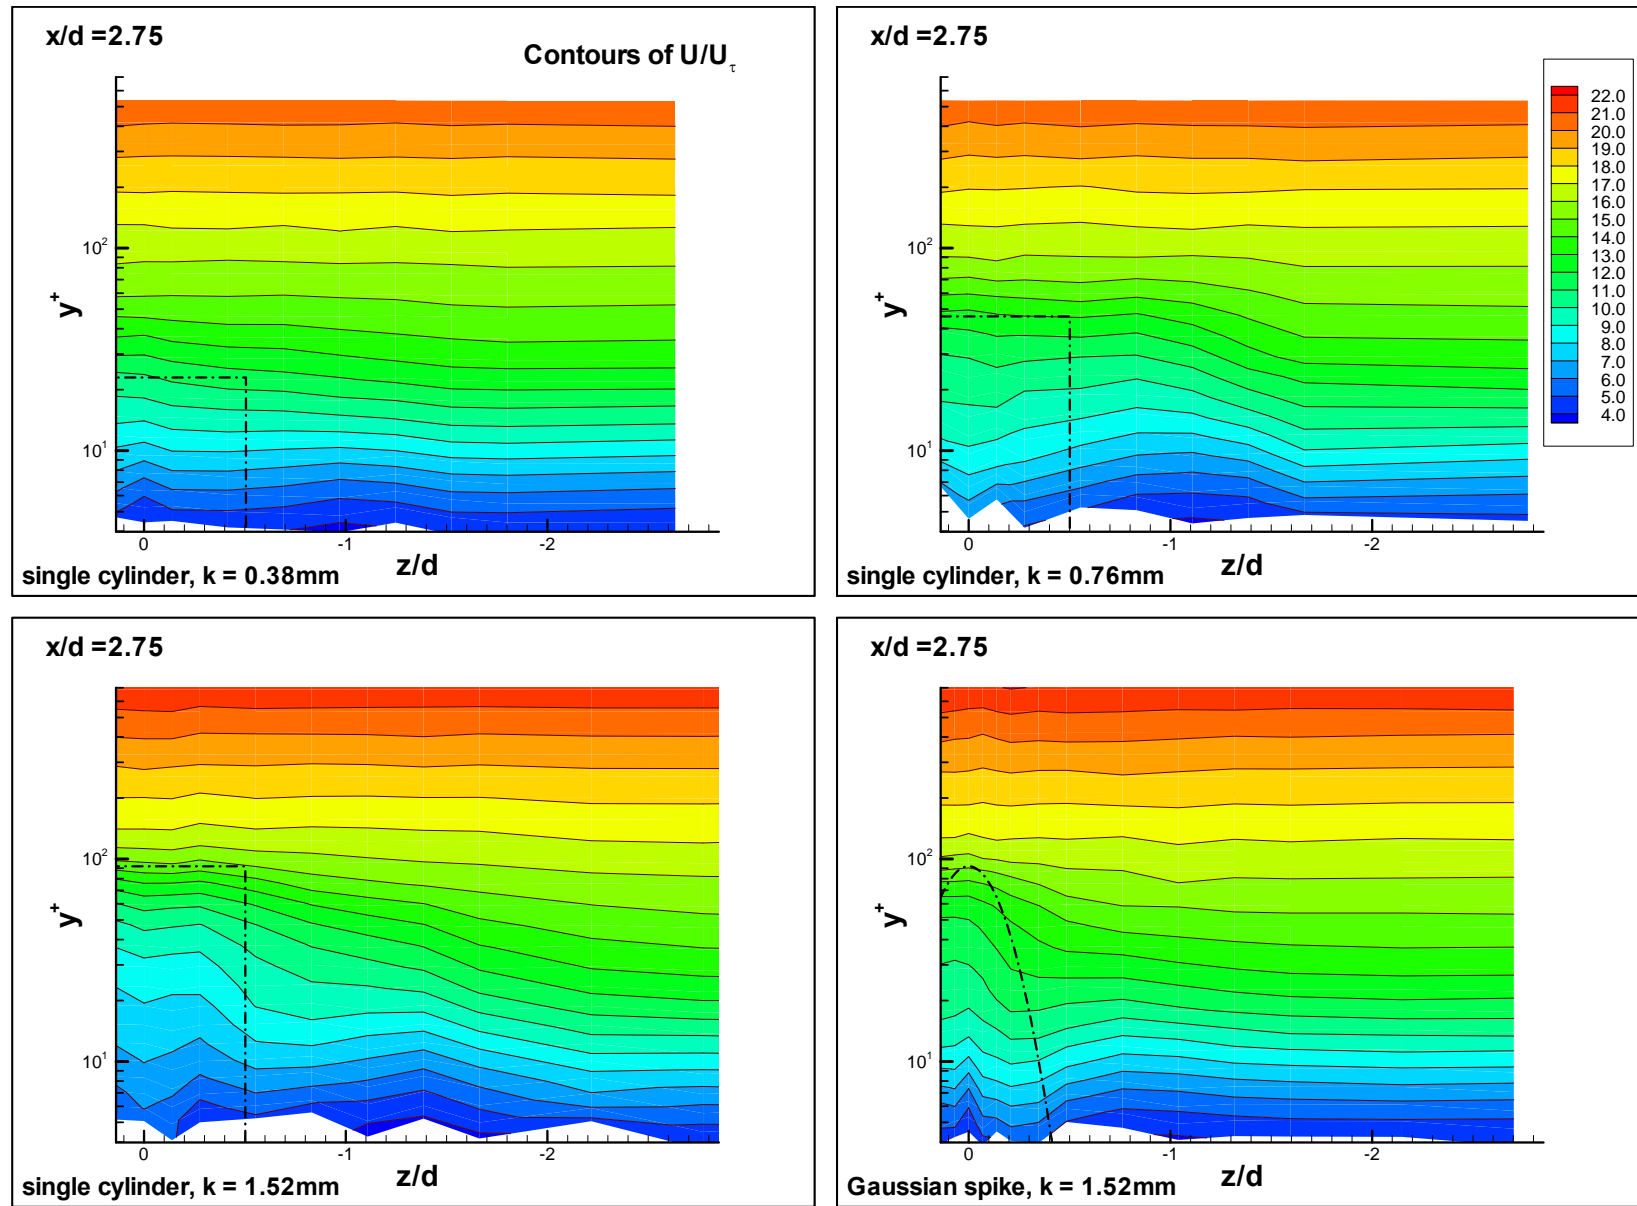 x/d =2.75
Contours of U/Uτ
y+
10²
10¹
0
-1
-2
z/d
single cylinder, k = 0.38mm
x/d =2.75
22.0
21.0
20.0
19.0
18.0
17.0
16.0
15.0
14.0
13.0
12.0
11.0
10.0
9.0
8.0
7.0
6.0
5.0
4.0
y+
10²
10¹
0
-1
-2
z/d
single cylinder, k = 0.76mm
x/d =2.75
y+
10²
10¹
0
-1
-2
z/d
single cylinder, k = 1.52mm
x/d =2.75
y+
10²
10¹
0
-1
-2
z/d
Gaussian spike, k = 1.52mm